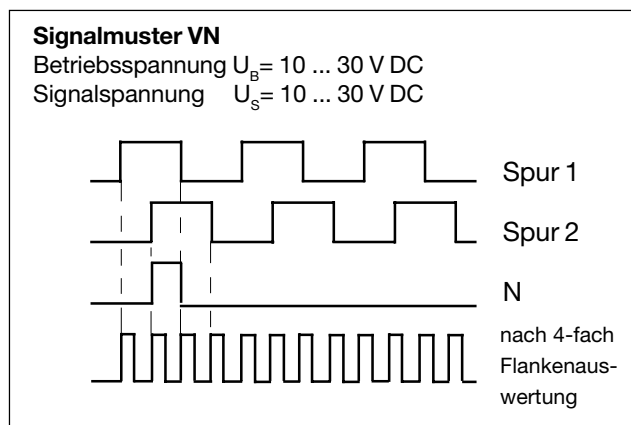 Signalmuster VN
Betriebsspannung U_B= 10 ... 30 V DC
Signalspannung U_S= 10 ... 30 V DC
Spur 1
Spur 2
N
nach 4-fach
Flankenaus-
wertung